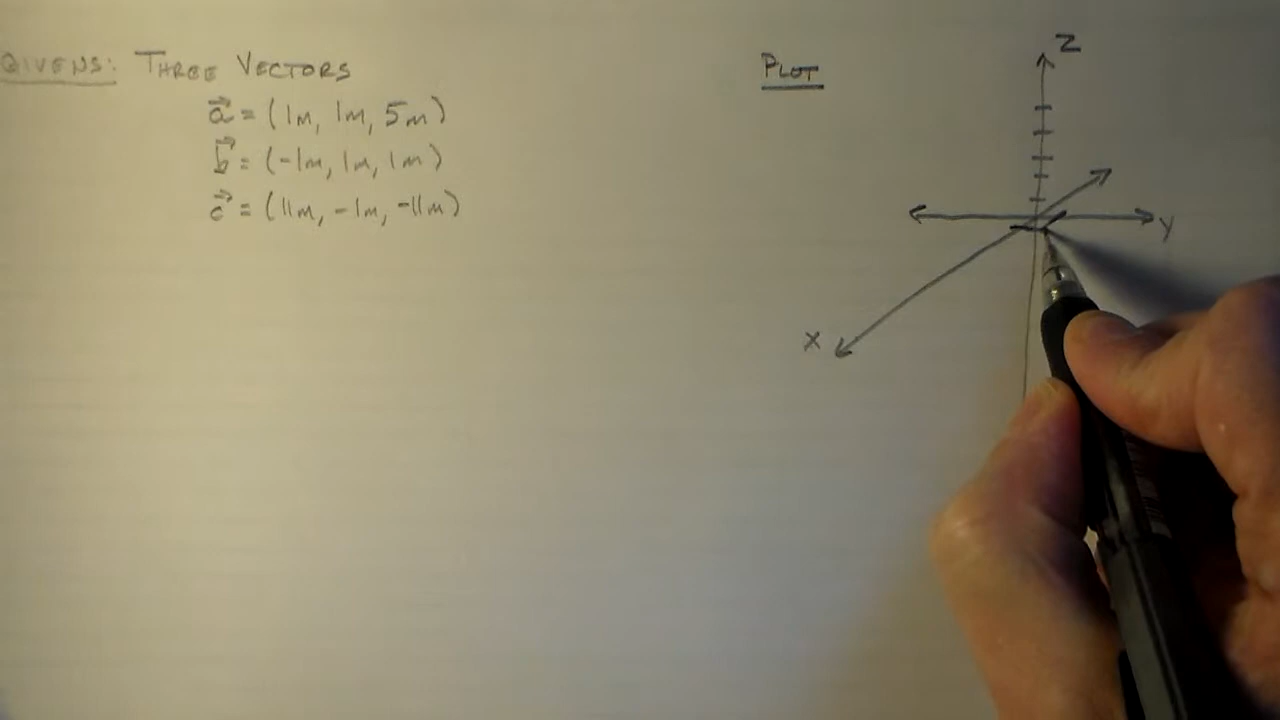 GIVENS: THREE VECTORS
a⃗ = (1m, 1m, 5m)
b⃗ = (-1m, 1m, 1m)
c⃗ = (11m, -1m, -11m)
PLOT
Z
Y
X